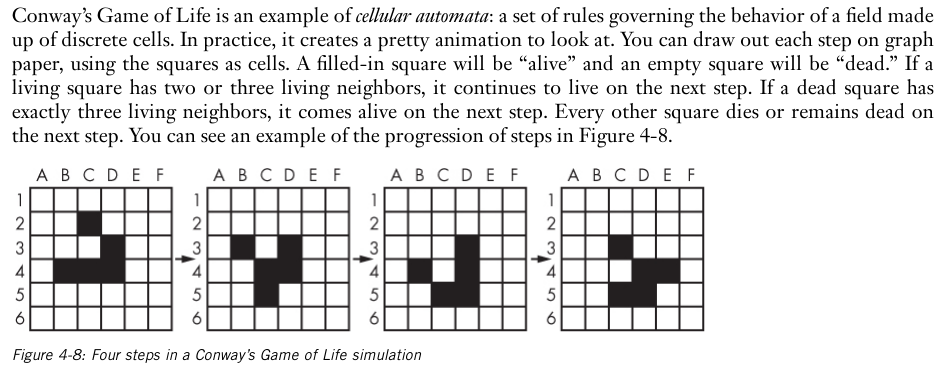 Conway’s Game of Life is an example of cellular automata: a set of rules governing the behavior of a field made
up of discrete cells. In practice, it creates a pretty animation to look at. You can draw out each step on graph
paper, using the squares as cells. A filled-in square will be “alive” and an empty square will be “dead.” If a
living square has two or three living neighbors, it continues to live on the next step. If a dead square has
exactly three living neighbors, it comes alive on the next step. Every other square dies or remains dead on
the next step. You can see an example of the progression of steps in Figure 4-8.
A B C D E F
1
2
3
4
5
6
A B C D E F
1
2
3
4
5
6
A B C D E F
1
2
3
4
5
6
A B C D E F
1
2
3
4
5
6
Figure 4-8: Four steps in a Conway’s Game of Life simulation